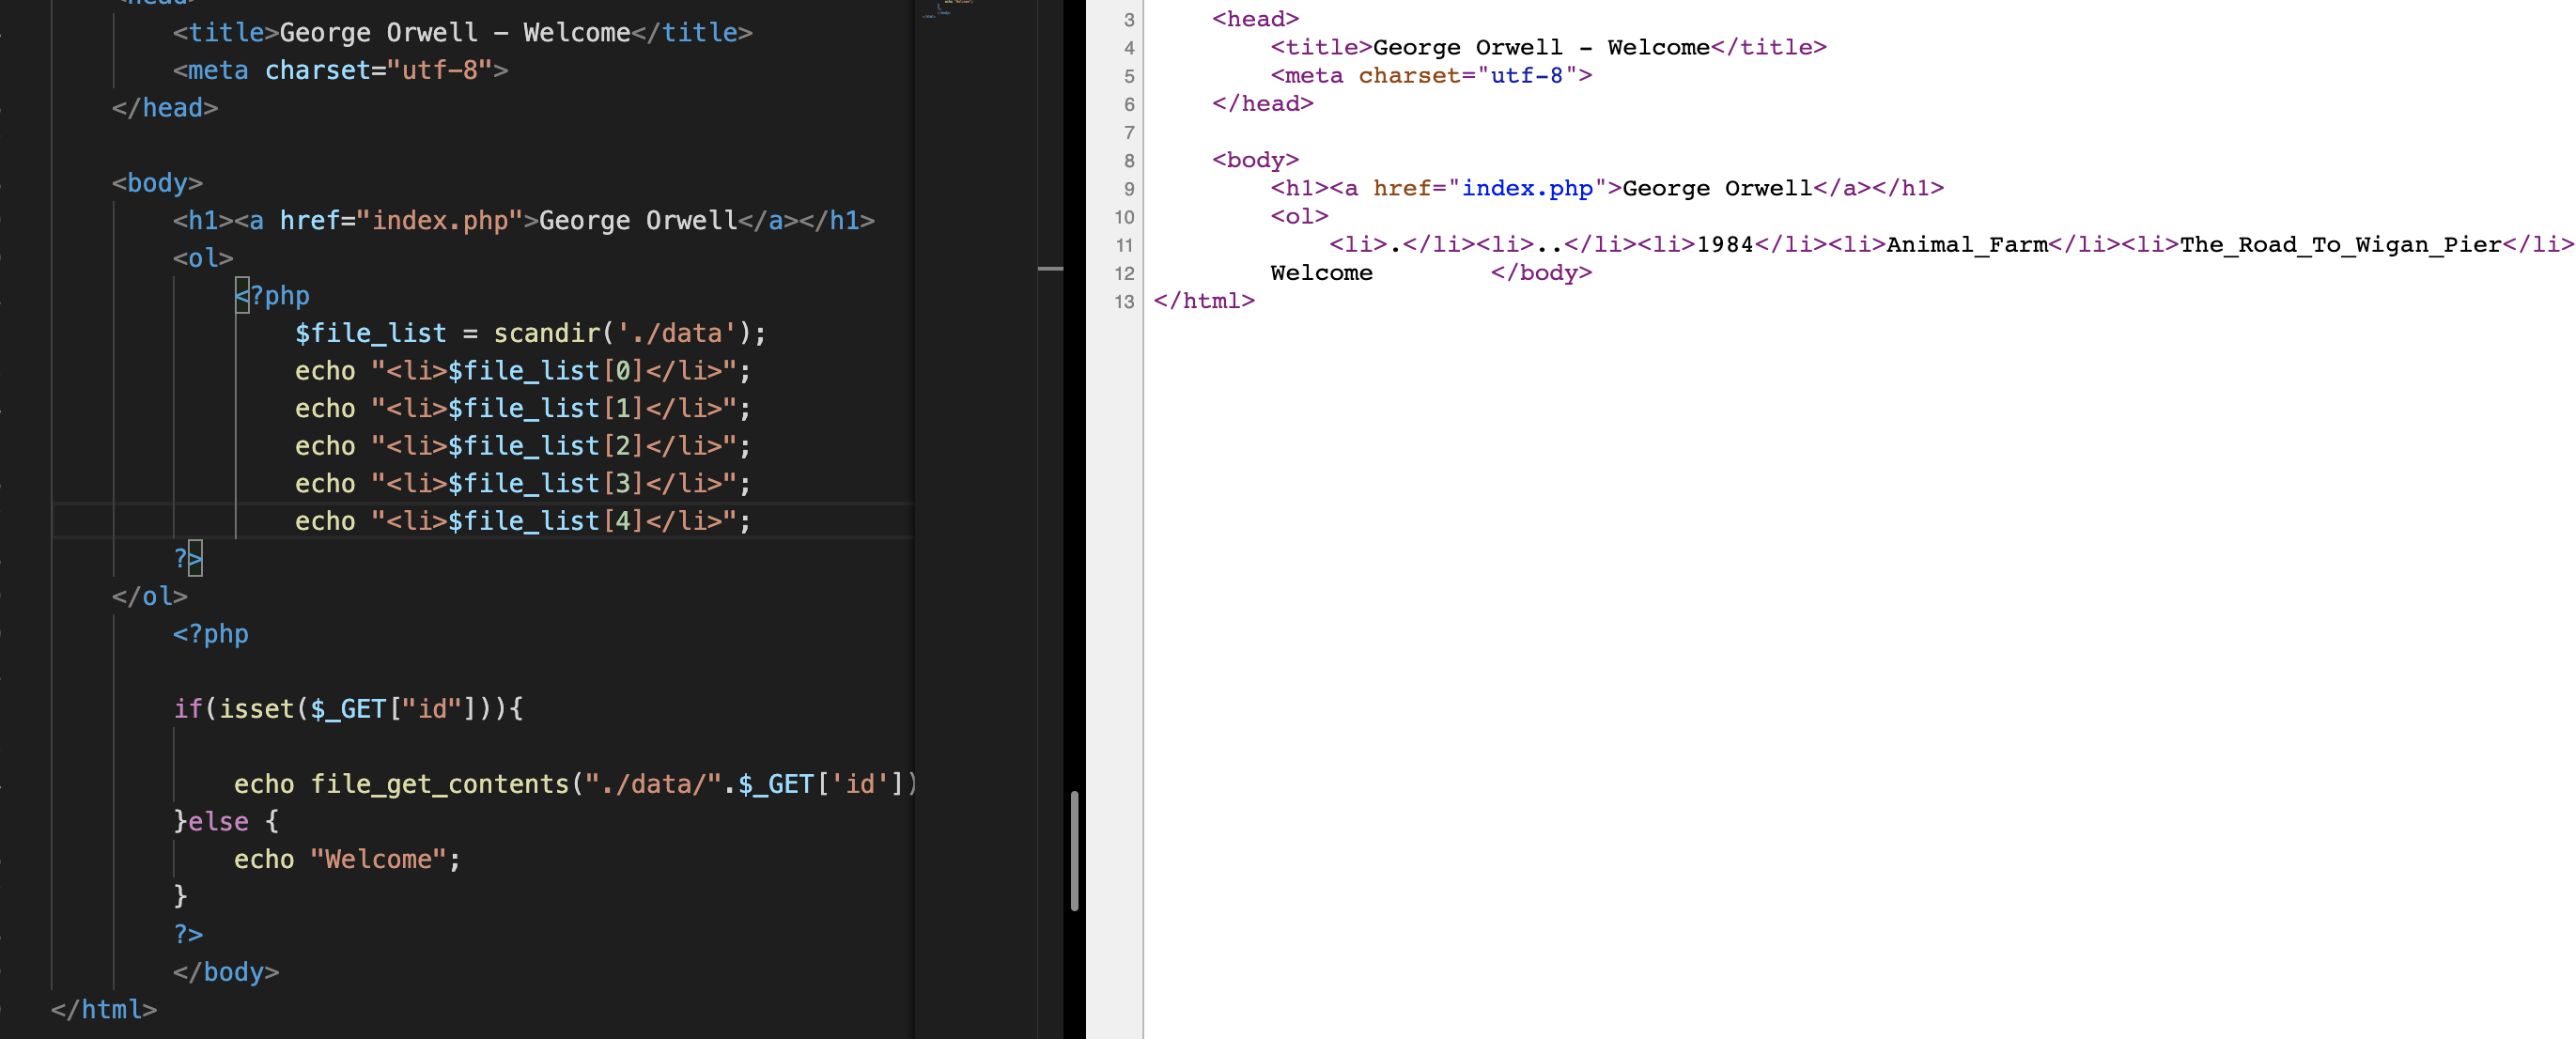 <head>
<title>George Orwell – Welcome</title>
<meta charset="utf-8">
</head>
<body>
<h1><a href="index.php">George Orwell</a></h1>
<ol>
<?php
$file_list = scandir('./data');
echo "<li>$file_list[0]</li>";
echo "<li>$file_list[1]</li>";
echo "<li>$file_list[2]</li>";
echo "<li>$file_list[3]</li>";
echo "<li>$file_list[4]</li>";
?>
</ol>
<?php
if(isset($_GET["id"])){
echo file_get_contents("./data/".$_GET['id'])
}else {
echo "Welcome";
}
?>
</body>
</html>
3 <head>
4 <title>George Orwell – Welcome</title>
5 <meta charset="utf-8">
6 </head>
7
8 <body>
9 <h1><a href="index.php">George Orwell</a></h1>
10 <ol>
11 <li>.</li><li>..</li><li>1984</li><li>Animal_Farm</li><li>The_Road_To_Wigan_Pier</li>
12 Welcome </body>
13 </html>